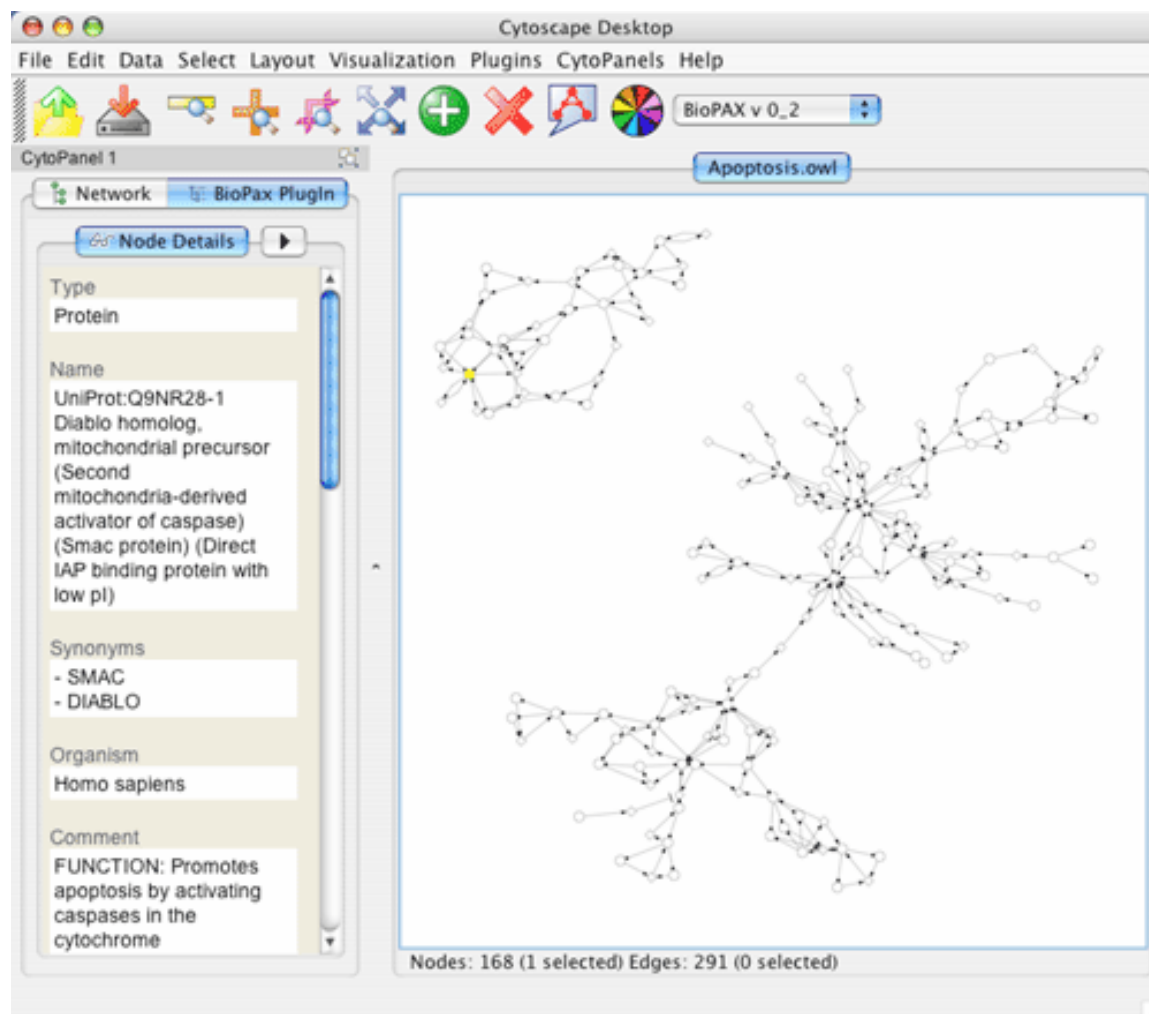 Cytoscape Desktop
File Edit Data Select Layout Visualization Plugins CytoPanels Help
BioPAX v 0_2
CytoPanel 1
Network BioPax PlugIn
Node Details
Apoptosis.owl
Type
Protein
Name
UniProt:Q9NR28-1
Diablo homolog,
mitochondrial precursor
(Second
mitochondria-derived
activator of caspase)
(Smac protein) (Direct
IAP binding protein with
low pI)
Synonyms
- SMAC
- DIABLO
Organism
Homo sapiens
Comment
FUNCTION: Promotes
apoptosis by activating
caspases in the
cytochrome
Nodes: 168 (1 selected) Edges: 291 (0 selected)